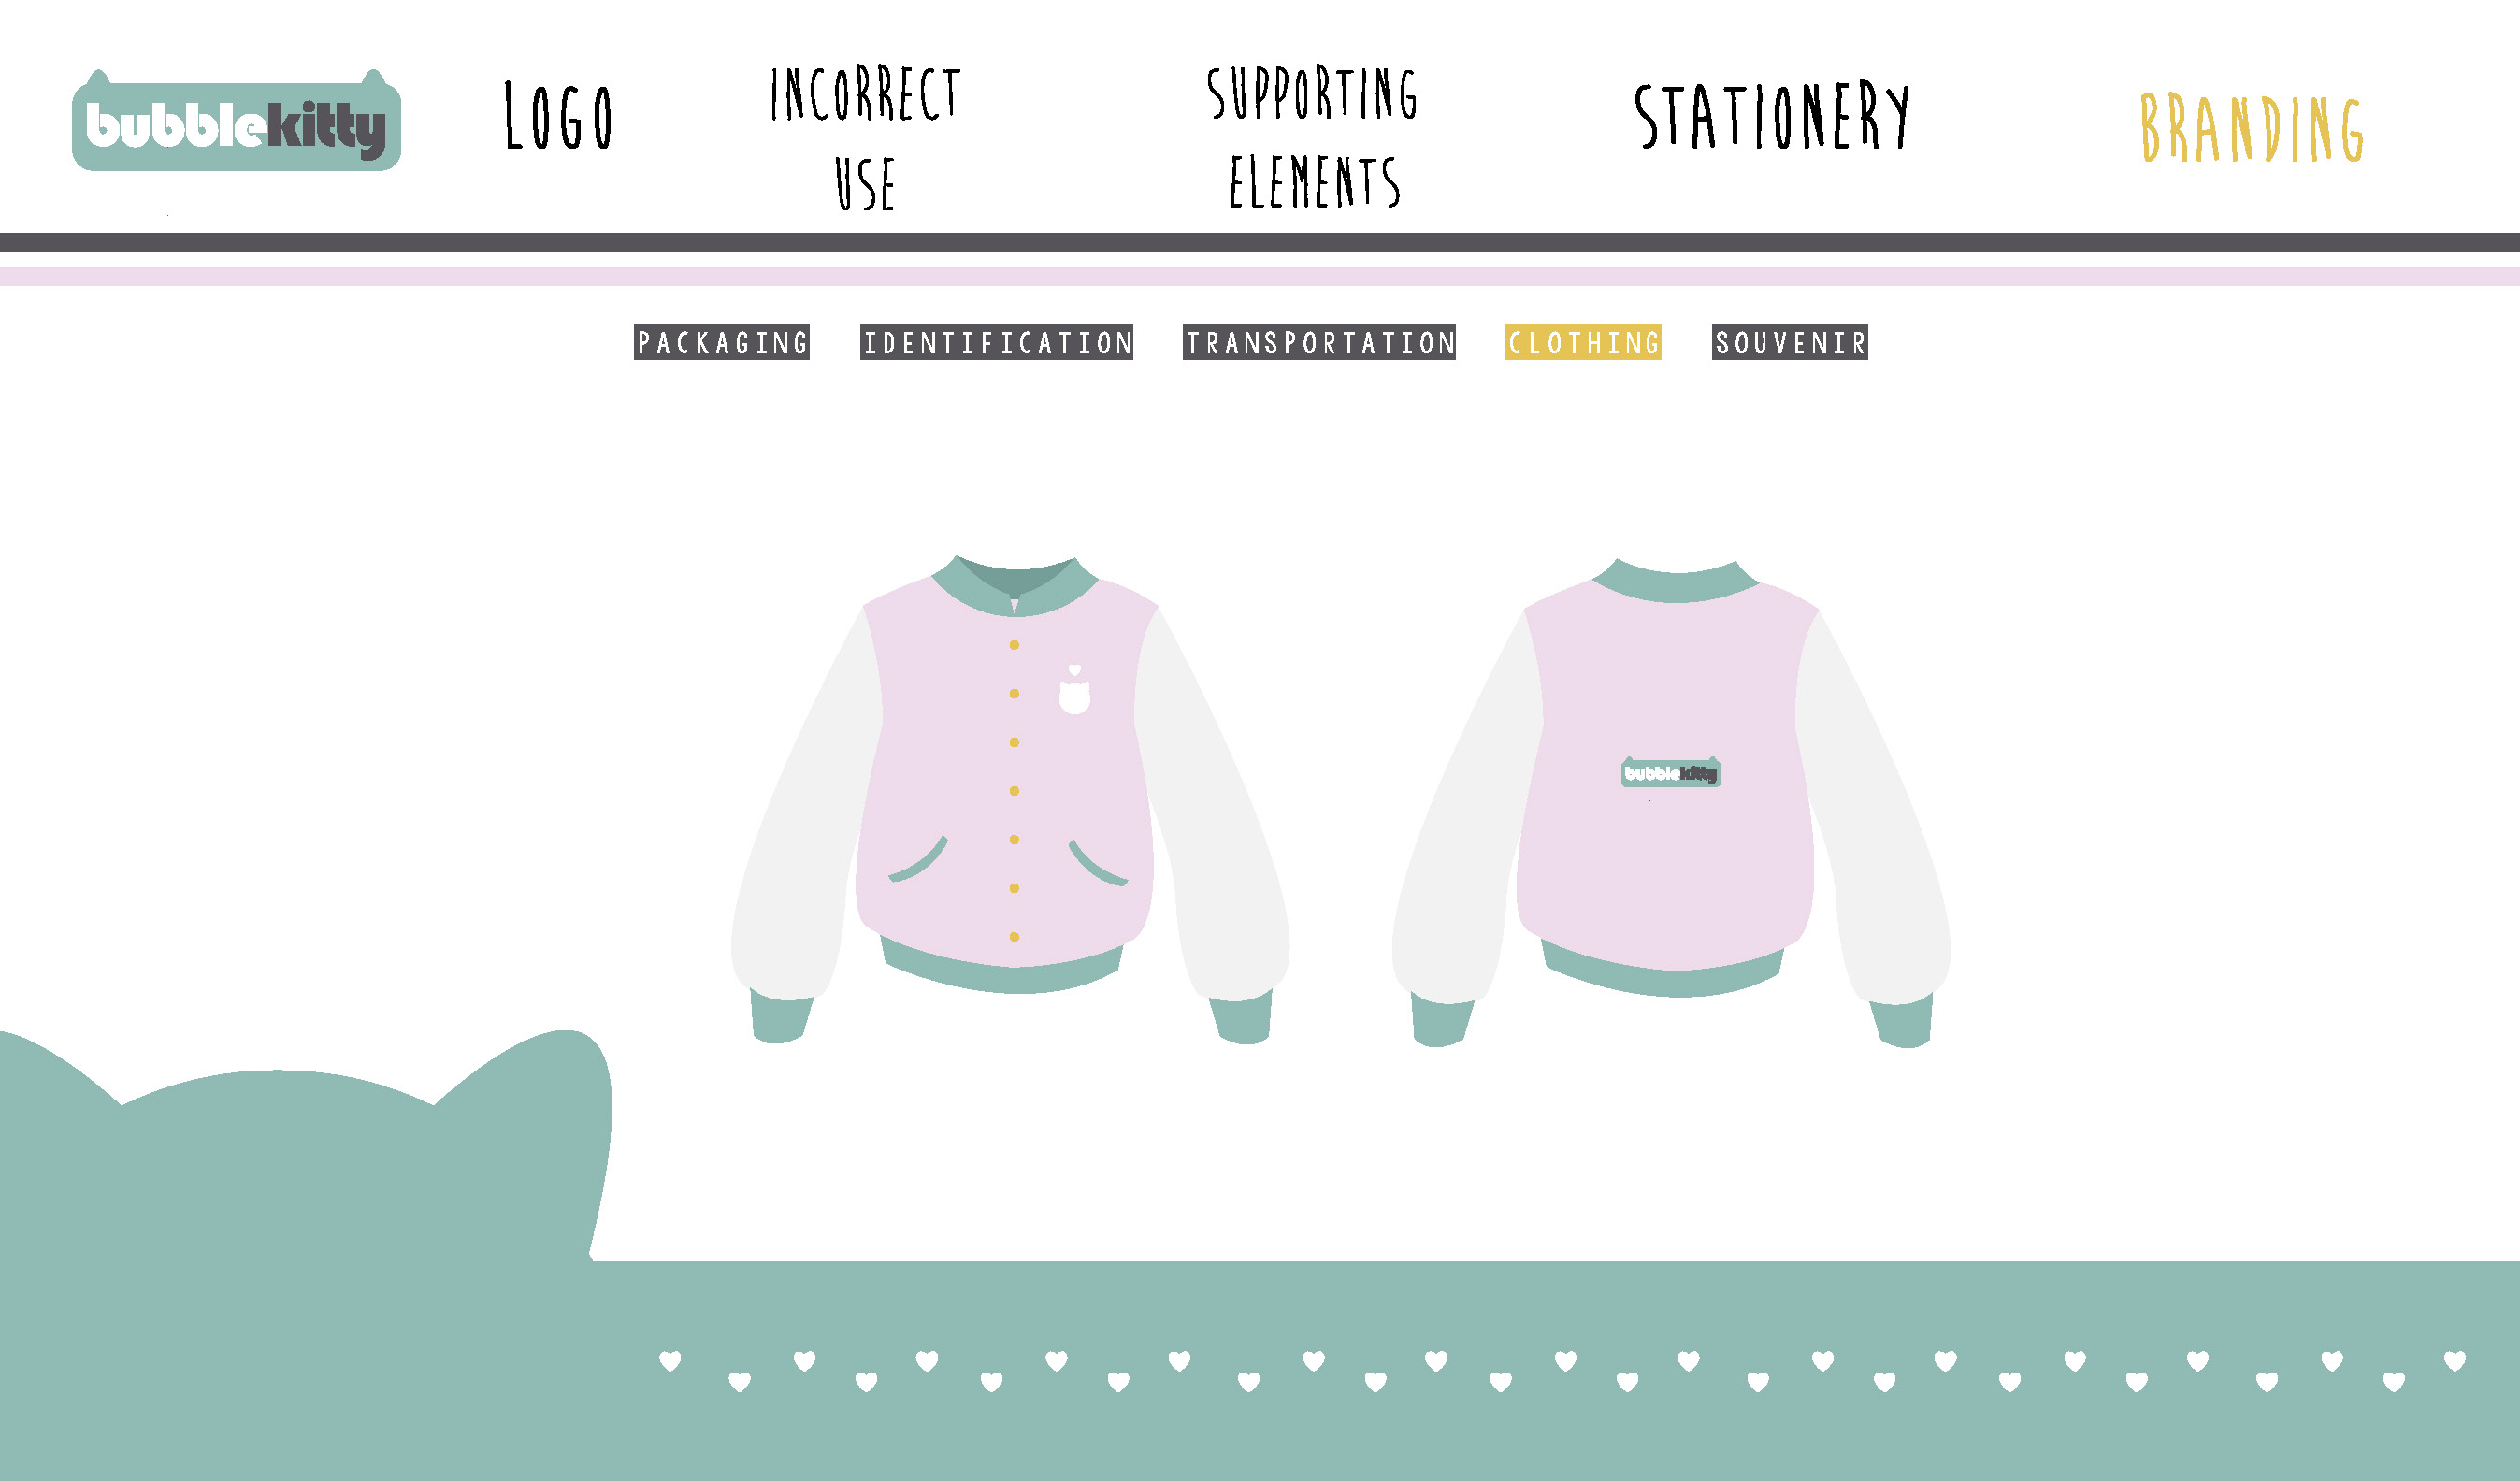 bubblekitty
LOGO
INCORRECT
USE
SUPPORTING
ELEMENTS
STATIONERY
BRANDING
PACKAGING
IDENTIFICATION
TRANSPORTATION
CLOTHING
SOUVENIR
bubblekitty